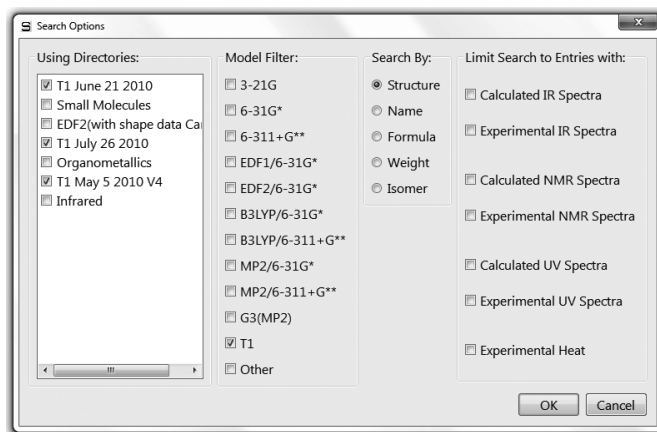 Search Options
Using Directories:
T1 June 21 2010
Small Molecules
EDF2(with shape data Ca
T1 July 26 2010
Organometallics
T1 May 5 2010 V4
Infrared
Model Filter:
3-21G
6-31G*
6-311+G**
EDF1/6-31G*
EDF2/6-31G*
B3LYP/6-31G*
B3LYP/6-311+G**
MP2/6-31G*
MP2/6-311+G**
G3(MP2)
T1
Other
Search By:
Structure
Name
Formula
Weight
Isomer
Limit Search to Entries with:
Calculated IR Spectra
Experimental IR Spectra
Calculated NMR Spectra
Experimental NMR Spectra
Calculated UV Spectra
Experimental UV Spectra
Experimental Heat
OK Cancel